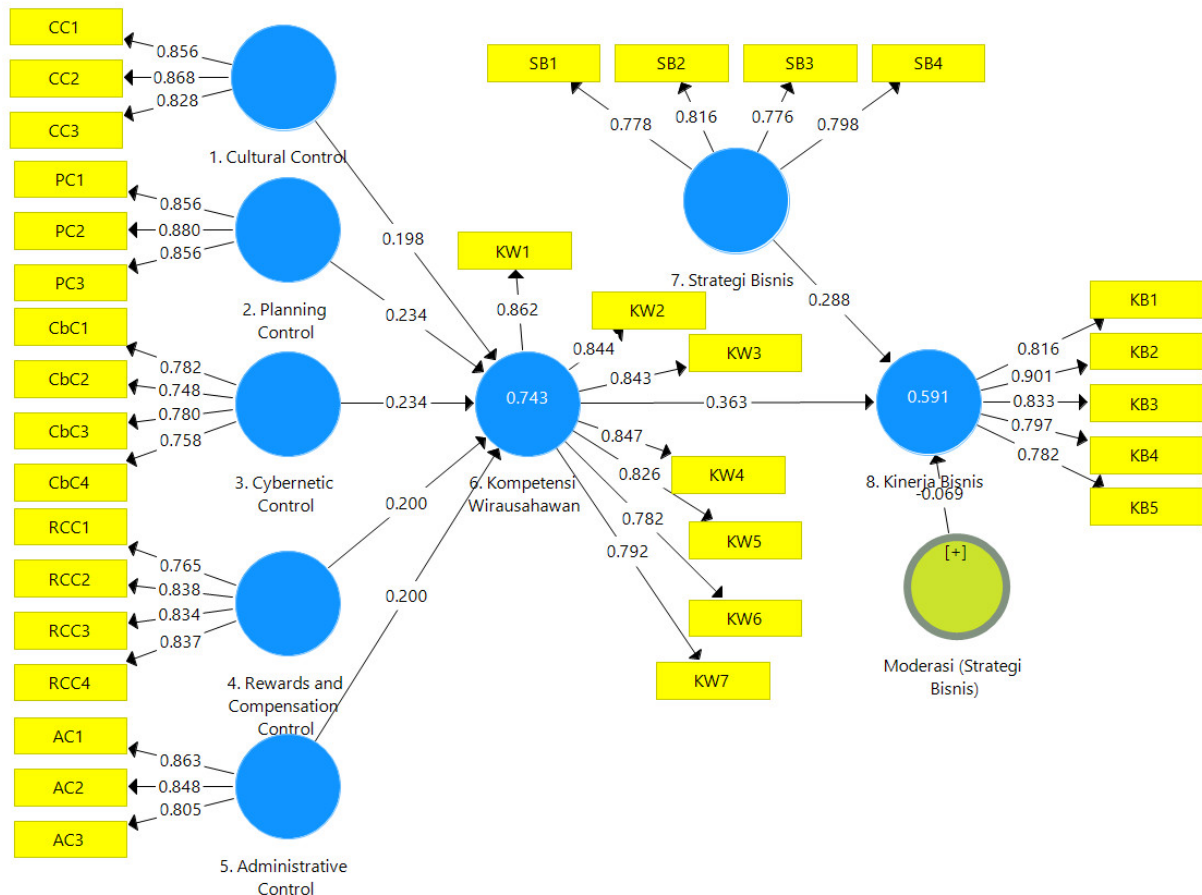 CC1
0.856
CC2
0.868
CC3
0.828
1. Cultural Control
PC1
0.856
PC2
0.880
PC3
0.856
2. Planning
Control
CbC1
0.782
CbC2
0.748
CbC3
0.780
CbC4
0.758
3. Cybernetic
Control
RCC1
0.765
RCC2
0.838
RCC3
0.834
RCC4
0.837
4. Rewards and
Compensation
Control
AC1
0.863
AC2
0.848
AC3
0.805
5. Administrative
Control
0.198
0.234
0.234
0.200
0.200
KW1
0.862
KW2
0.844
KW3
0.843
0.743
6. Kompetensi
Wirausahawan
0.847
KW4
0.826
KW5
0.782
KW6
0.792
KW7
0.363
SB1
SB2
SB3
SB4
0.778
0.816
0.776
0.798
7. Strategi Bisnis
0.288
0.591
8. Kinerja Bisnis
KB1
0.816
KB2
0.901
KB3
0.833
KB4
0.797
KB5
0.782
-0.069
[+]
Moderasi (Strategi
Bisnis)